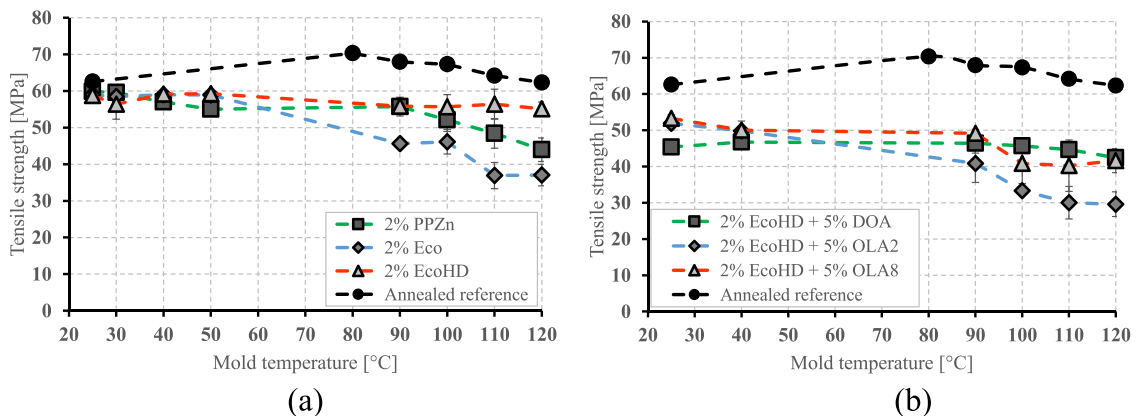 80
70
60
50
40
30
20
10
0
Tensile strength [MPa]
2% PPZn
2% Eco
2% EcoHD
Annealed reference
20 30 40 50 60 70 80 90 100 110 120
Mold temperature [°C]
(a)
80
70
60
50
40
30
20
10
0
Tensile strength [MPa]
2% EcoHD + 5% DOA
2% EcoHD + 5% OLA2
2% EcoHD + 5% OLA8
Annealed reference
20 30 40 50 60 70 80 90 100 110 120
Mold temperature [°C]
(b)